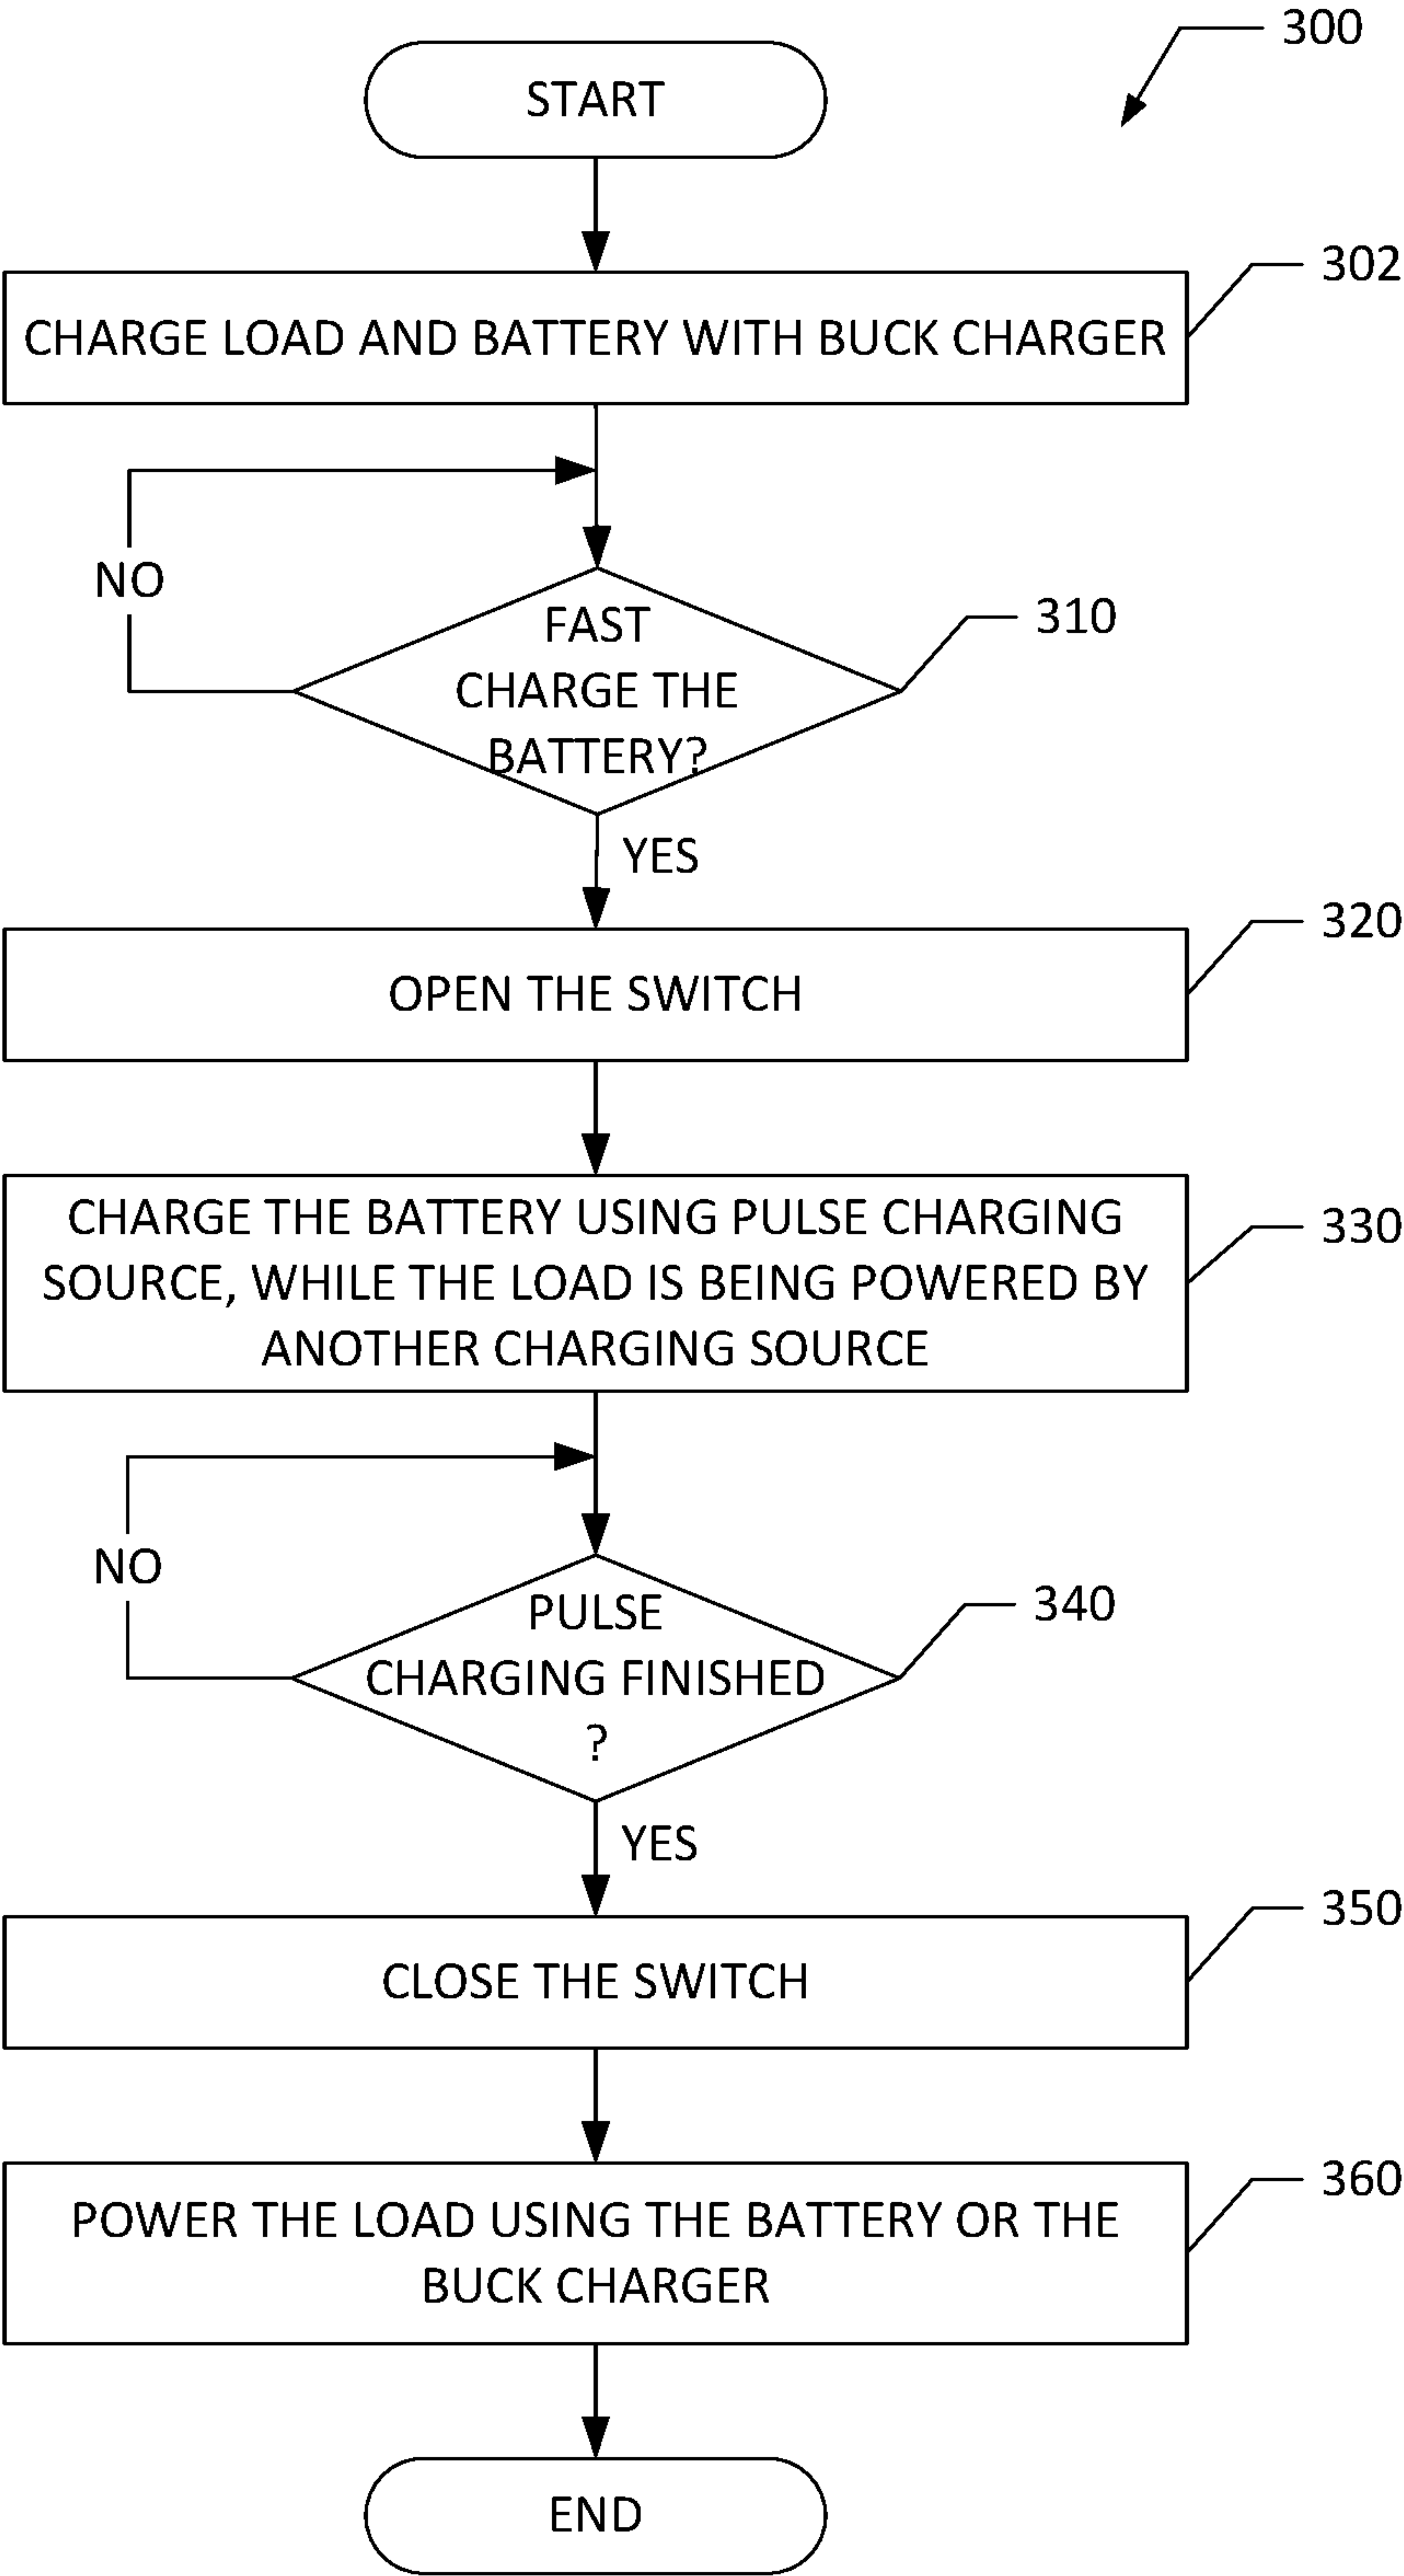 300
START
302
CHARGE LOAD AND BATTERY WITH BUCK CHARGER
NO
310
FAST
CHARGE THE
BATTERY?
YES
320
OPEN THE SWITCH
330
CHARGE THE BATTERY USING PULSE CHARGING
SOURCE, WHILE THE LOAD IS BEING POWERED BY
ANOTHER CHARGING SOURCE
NO
340
PULSE
CHARGING FINISHED
?
YES
350
CLOSE THE SWITCH
360
POWER THE LOAD USING THE BATTERY OR THE
BUCK CHARGER
END